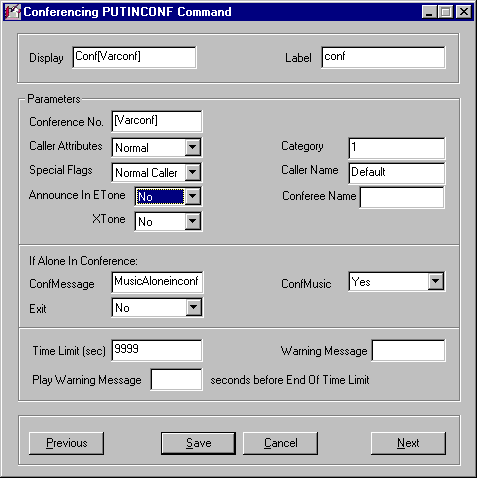 Conferencing PUTINCONF Command
Display Conf[Varconf] Label conf
Parameters
Conference No. [Varconf]
Caller Attributes Normal Category 1
Special Flags Normal Caller Caller Name Default
Announce In ETone No Conferee Name
XTone No
If Alone In Conference:
ConfMessage MusicAloneinconf ConfMusic Yes
Exit No
Time Limit (sec) 9999 Warning Message
Play Warning Message seconds before End Of Time Limit
Previous Save Cancel Next